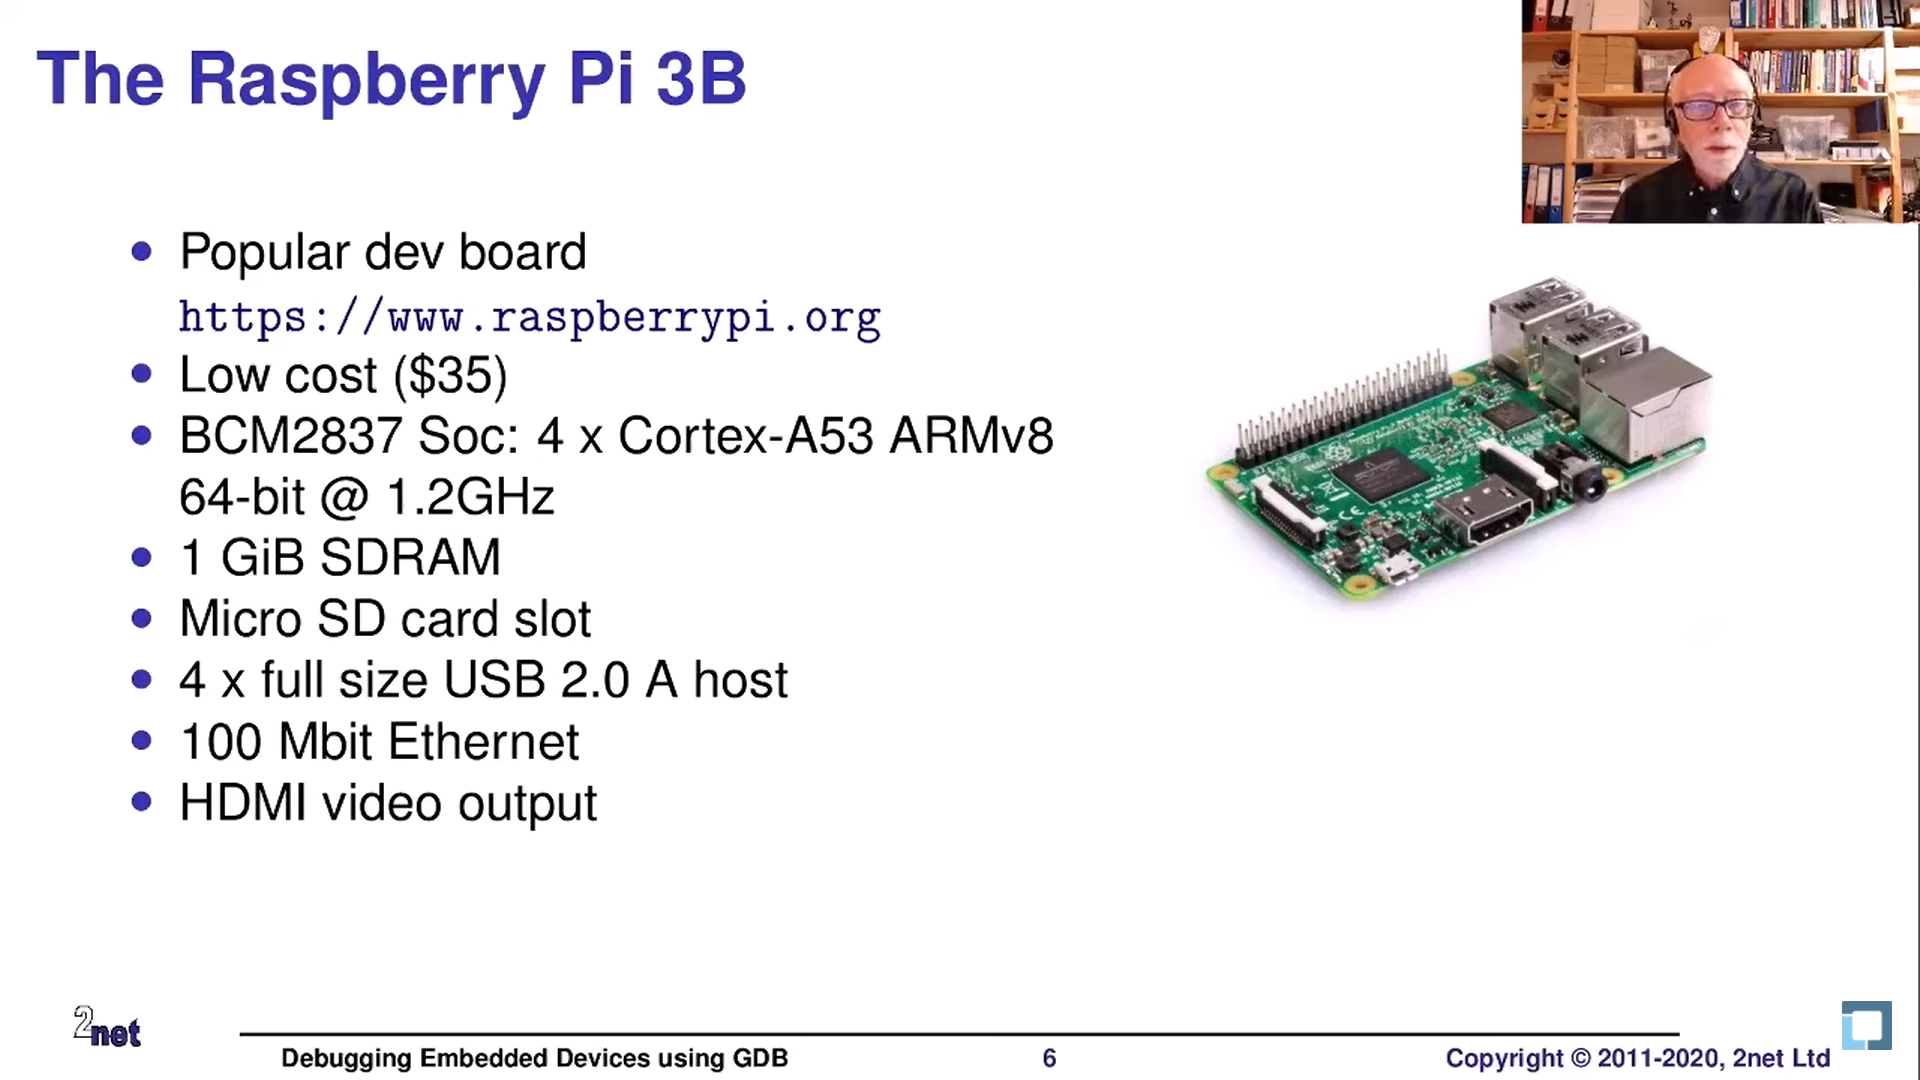 The Raspberry Pi 3B
Popular dev board
https://www.raspberrypi.org
Low cost ($35)
BCM2837 Soc: 4 x Cortex-A53 ARMv8
64-bit @ 1.2GHz
1 GiB SDRAM
Micro SD card slot
4 x full size USB 2.0 A host
100 Mbit Ethernet
HDMI video output
2net
Debugging Embedded Devices using GDB
6
Copyright © 2011-2020, 2net Ltd